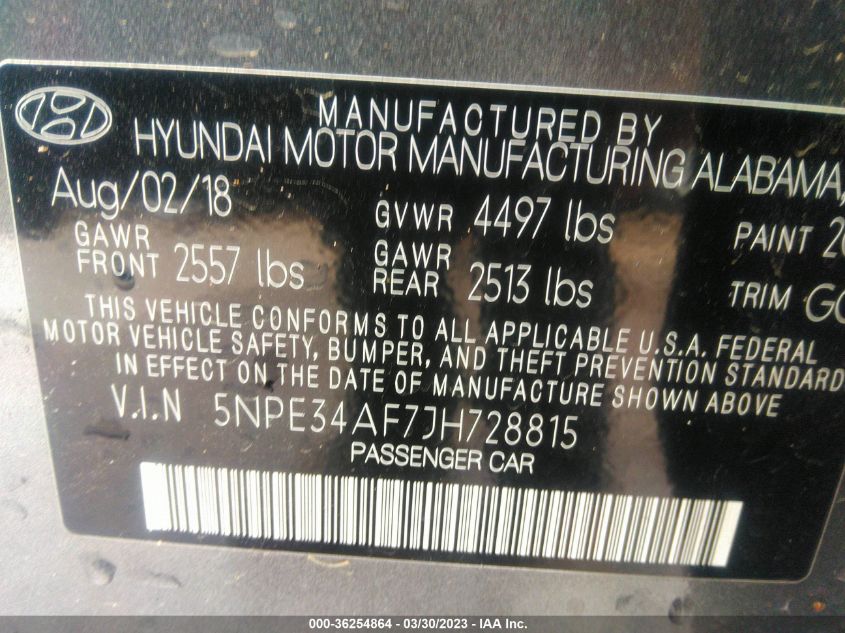 MANUFACTURED BY
HYUNDAI MOTOR MANUFACTURING ALABAMA,
Aug/02/18 GVWR 4497 lbs PAINT
GAWR FRONT 2557 lbs GAWR REAR 2513 lbs TRIM
THIS VEHICLE CONFORMS TO ALL APPLICABLE U.S.A. FEDERAL
MOTOR VEHICLE SAFETY, BUMPER, AND THEFT PREVENTION STANDARD
IN EFFECT ON THE DATE OF MANUFACTURE SHOWN ABOVE
V.I.N 5NPE34AF7JH728815
PASSENGER CAR
000-36254864 / 03/30/2023 - IAA Inc.